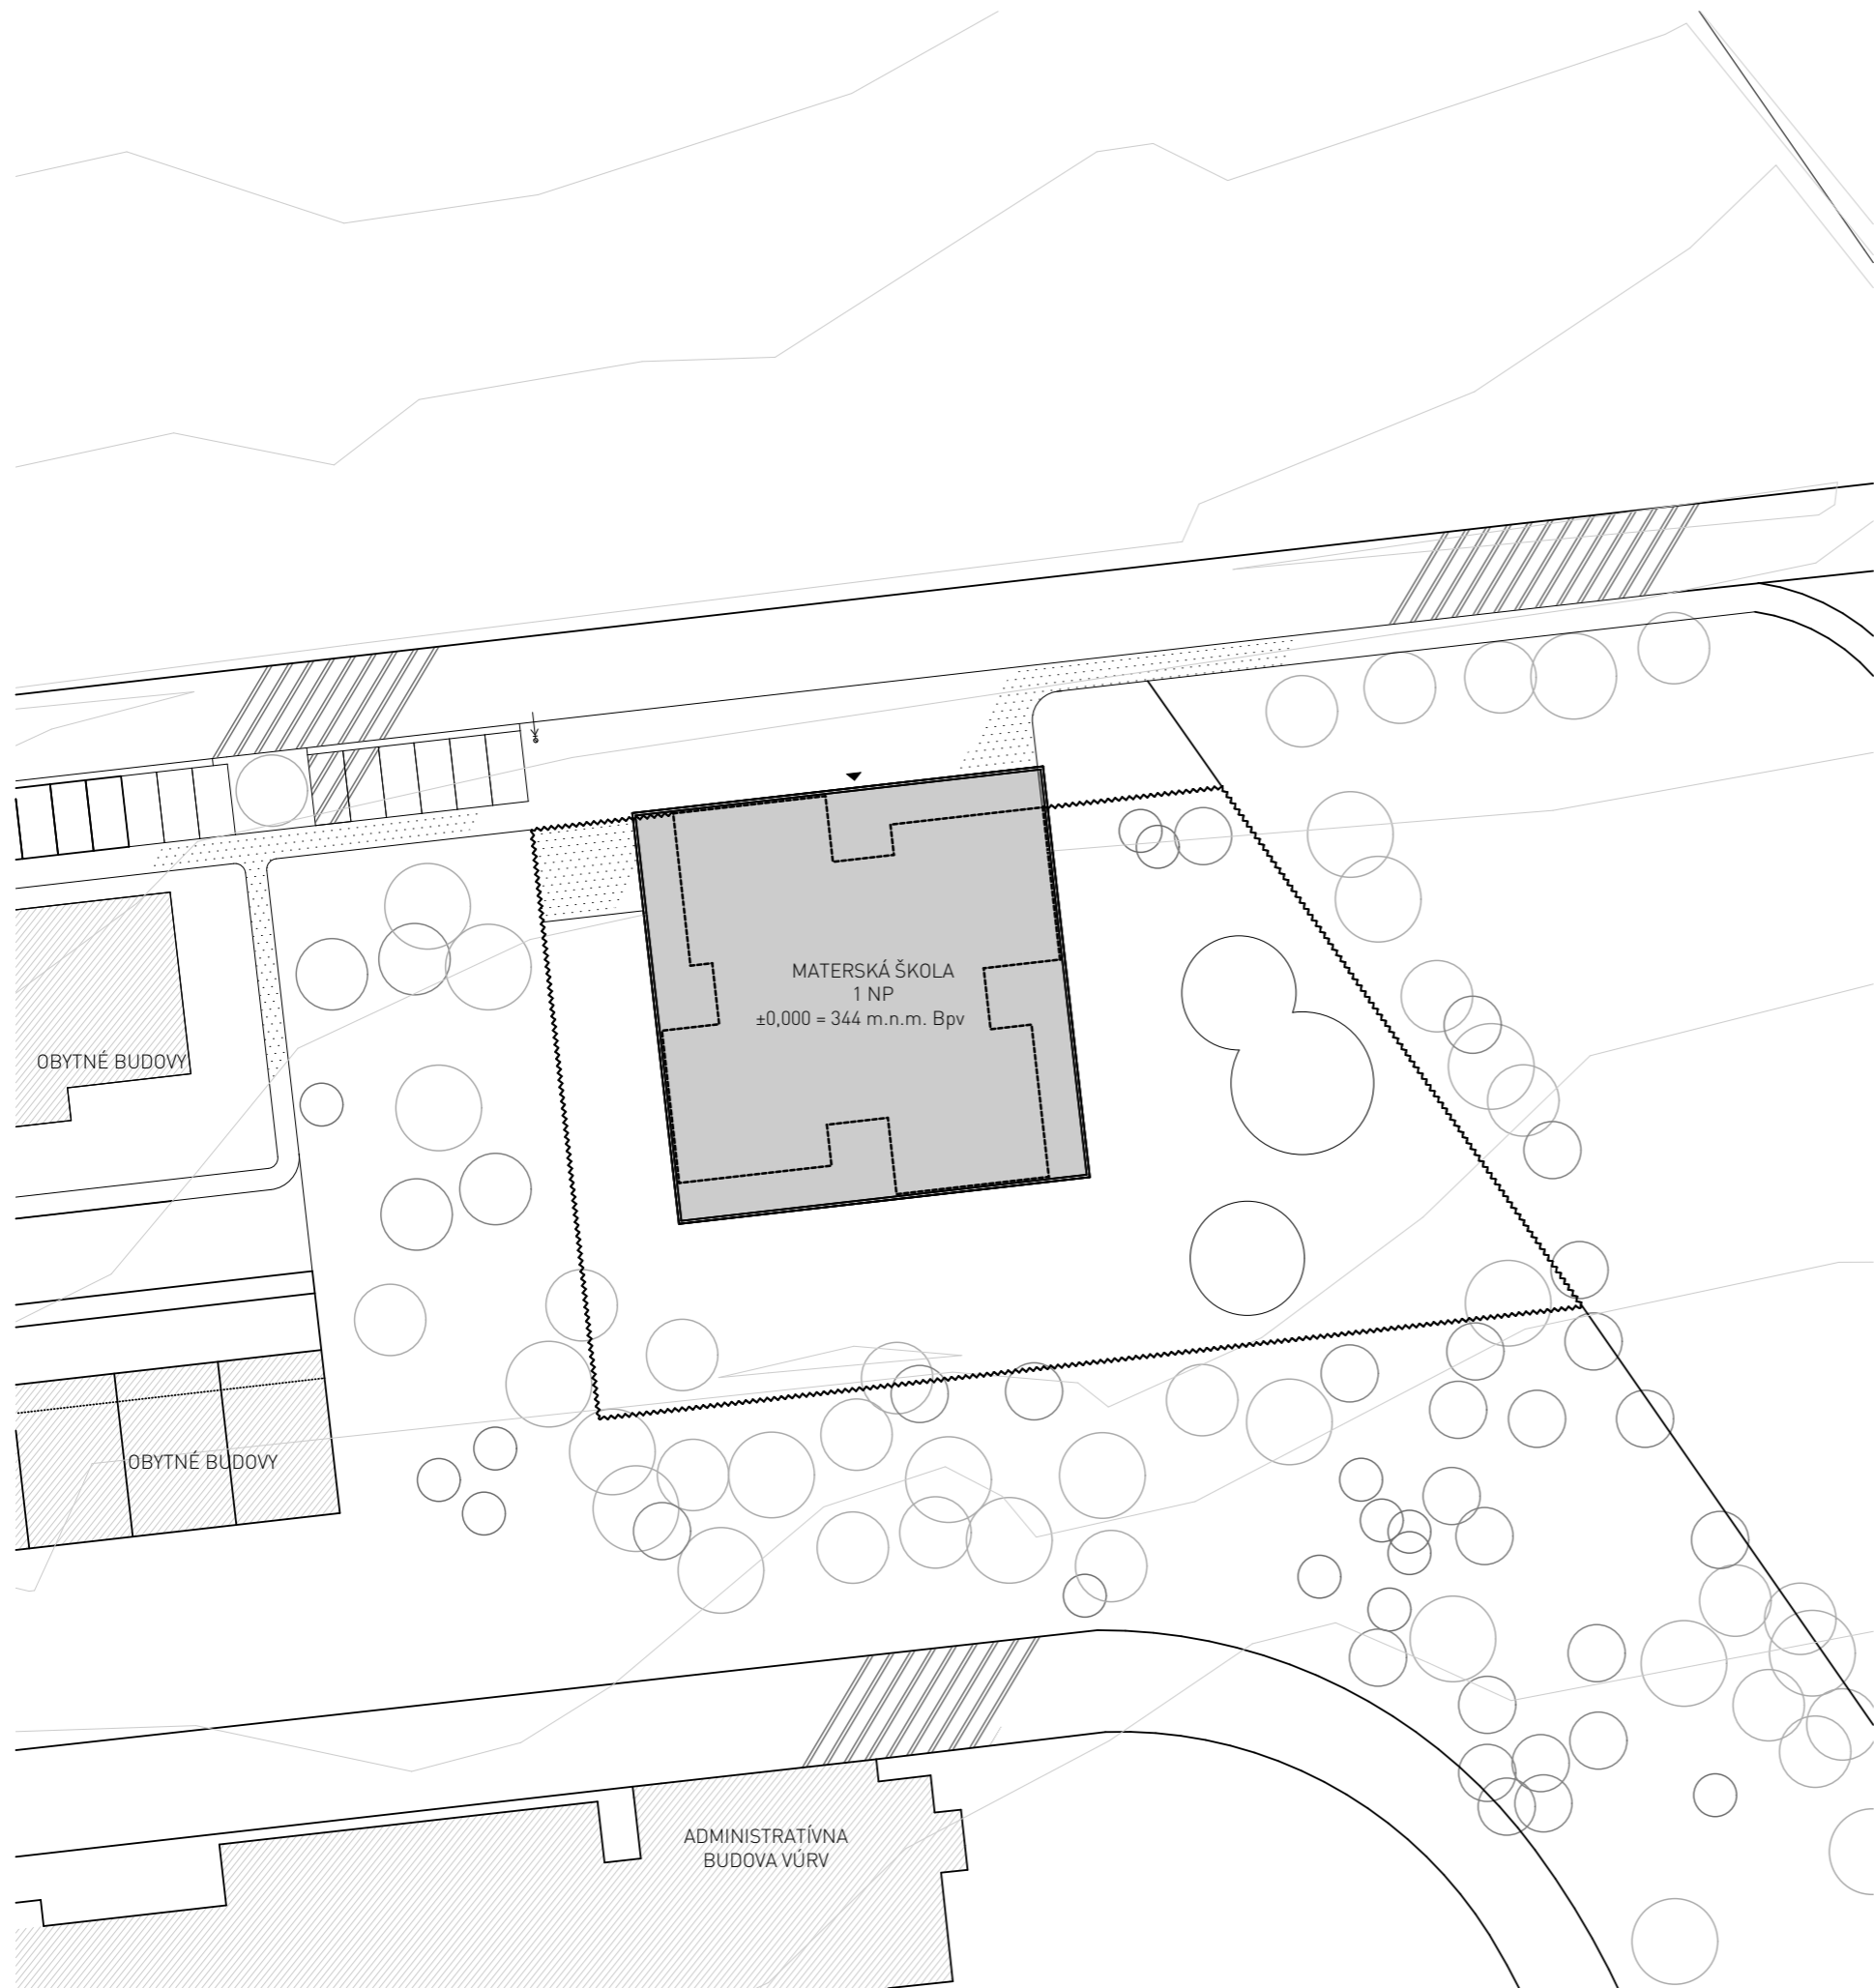 MATERSKÁ ŠKOLA
1 NP
±0,000 = 344 m.n.m. Bpv
OBYTNÉ BUDOVY
OBYTNÉ BUDOVY
ADMINISTRATÍVNA
BUDOVA VÚRV